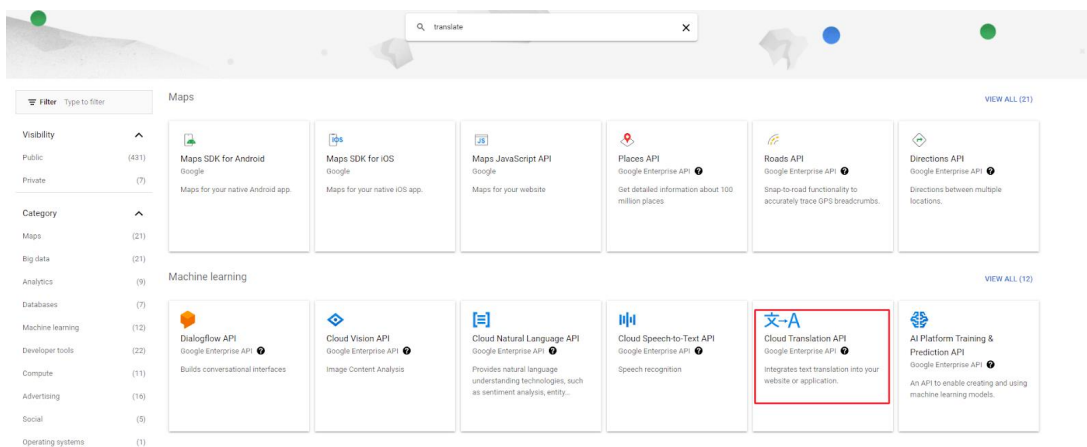 translate
Filter Type to filter
Visibility
Public (431)
Private (7)
Category
Maps (21)
Big data (21)
Analytics (9)
Databases (7)
Machine learning (12)
Developer tools (22)
Compute (11)
Advertising (16)
Social (5)
Operating systems (1)
Maps
VIEW ALL (21)
Maps SDK for Android
Google
Maps for your native Android app.
iOS
Maps SDK for iOS
Google
Maps for your native iOS app.
JS
Maps JavaScript API
Google
Maps for your website
Places API
Google Enterprise API ?
Get detailed information about 100
million places
Roads API
Google Enterprise API ?
Snap-to-road functionality to
accurately trace GPS breadcrumbs.
Directions API
Google Enterprise API ?
Directions between multiple
locations.
Machine learning
VIEW ALL (12)
Dialogflow API
Google Enterprise API ?
Builds conversational interfaces
Cloud Vision API
Google Enterprise API ?
Image Content Analysis
Cloud Natural Language API
Google Enterprise API ?
Provides natural language
understanding technologies, such
as sentiment analysis, entity...
Cloud Speech-to-Text API
Google Enterprise API ?
Speech recognition
文→A
Cloud Translation API
Google Enterprise API ?
Integrates text translation into your
website or application.
AI Platform Training &
Prediction API
Google Enterprise API ?
An API to enable creating and using
machine learning models.